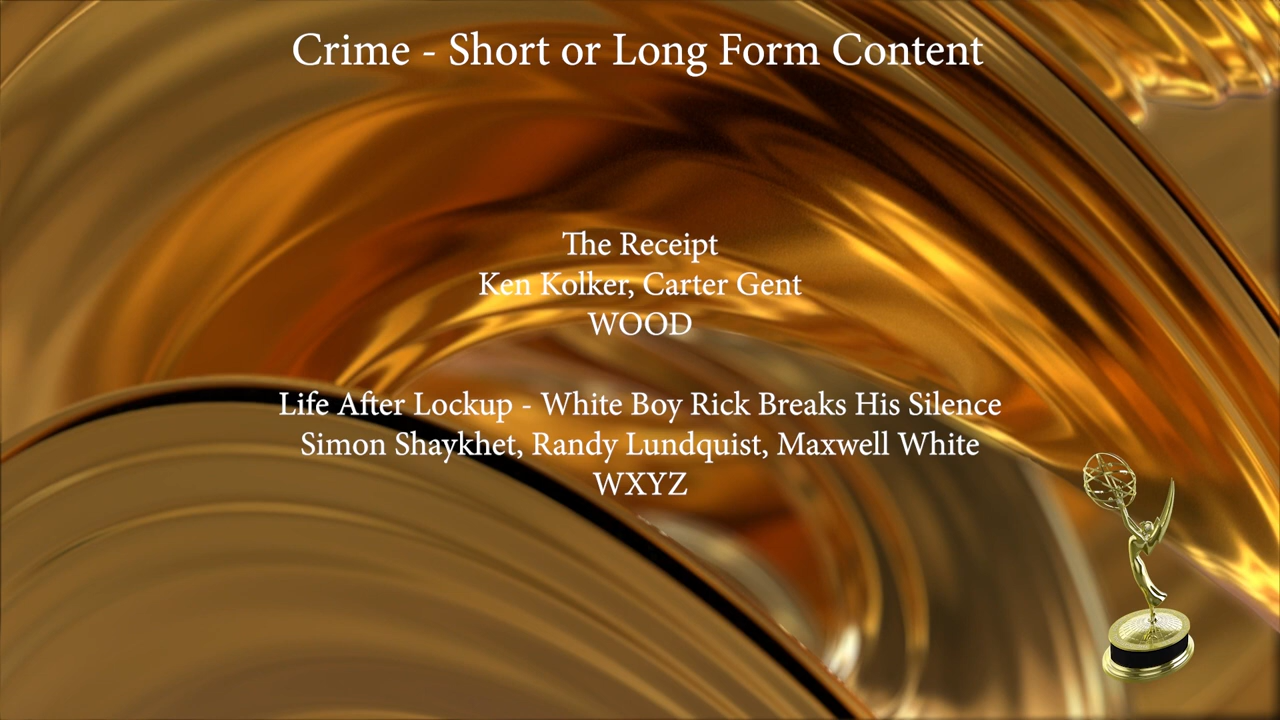 Crime - Short or Long Form Content
The Receipt
Ken Kolker, Carter Gent
WOOD
Life After Lockup - White Boy Rick Breaks His Silence
Simon Shaykhet, Randy Lundquist, Maxwell White
WXYZ